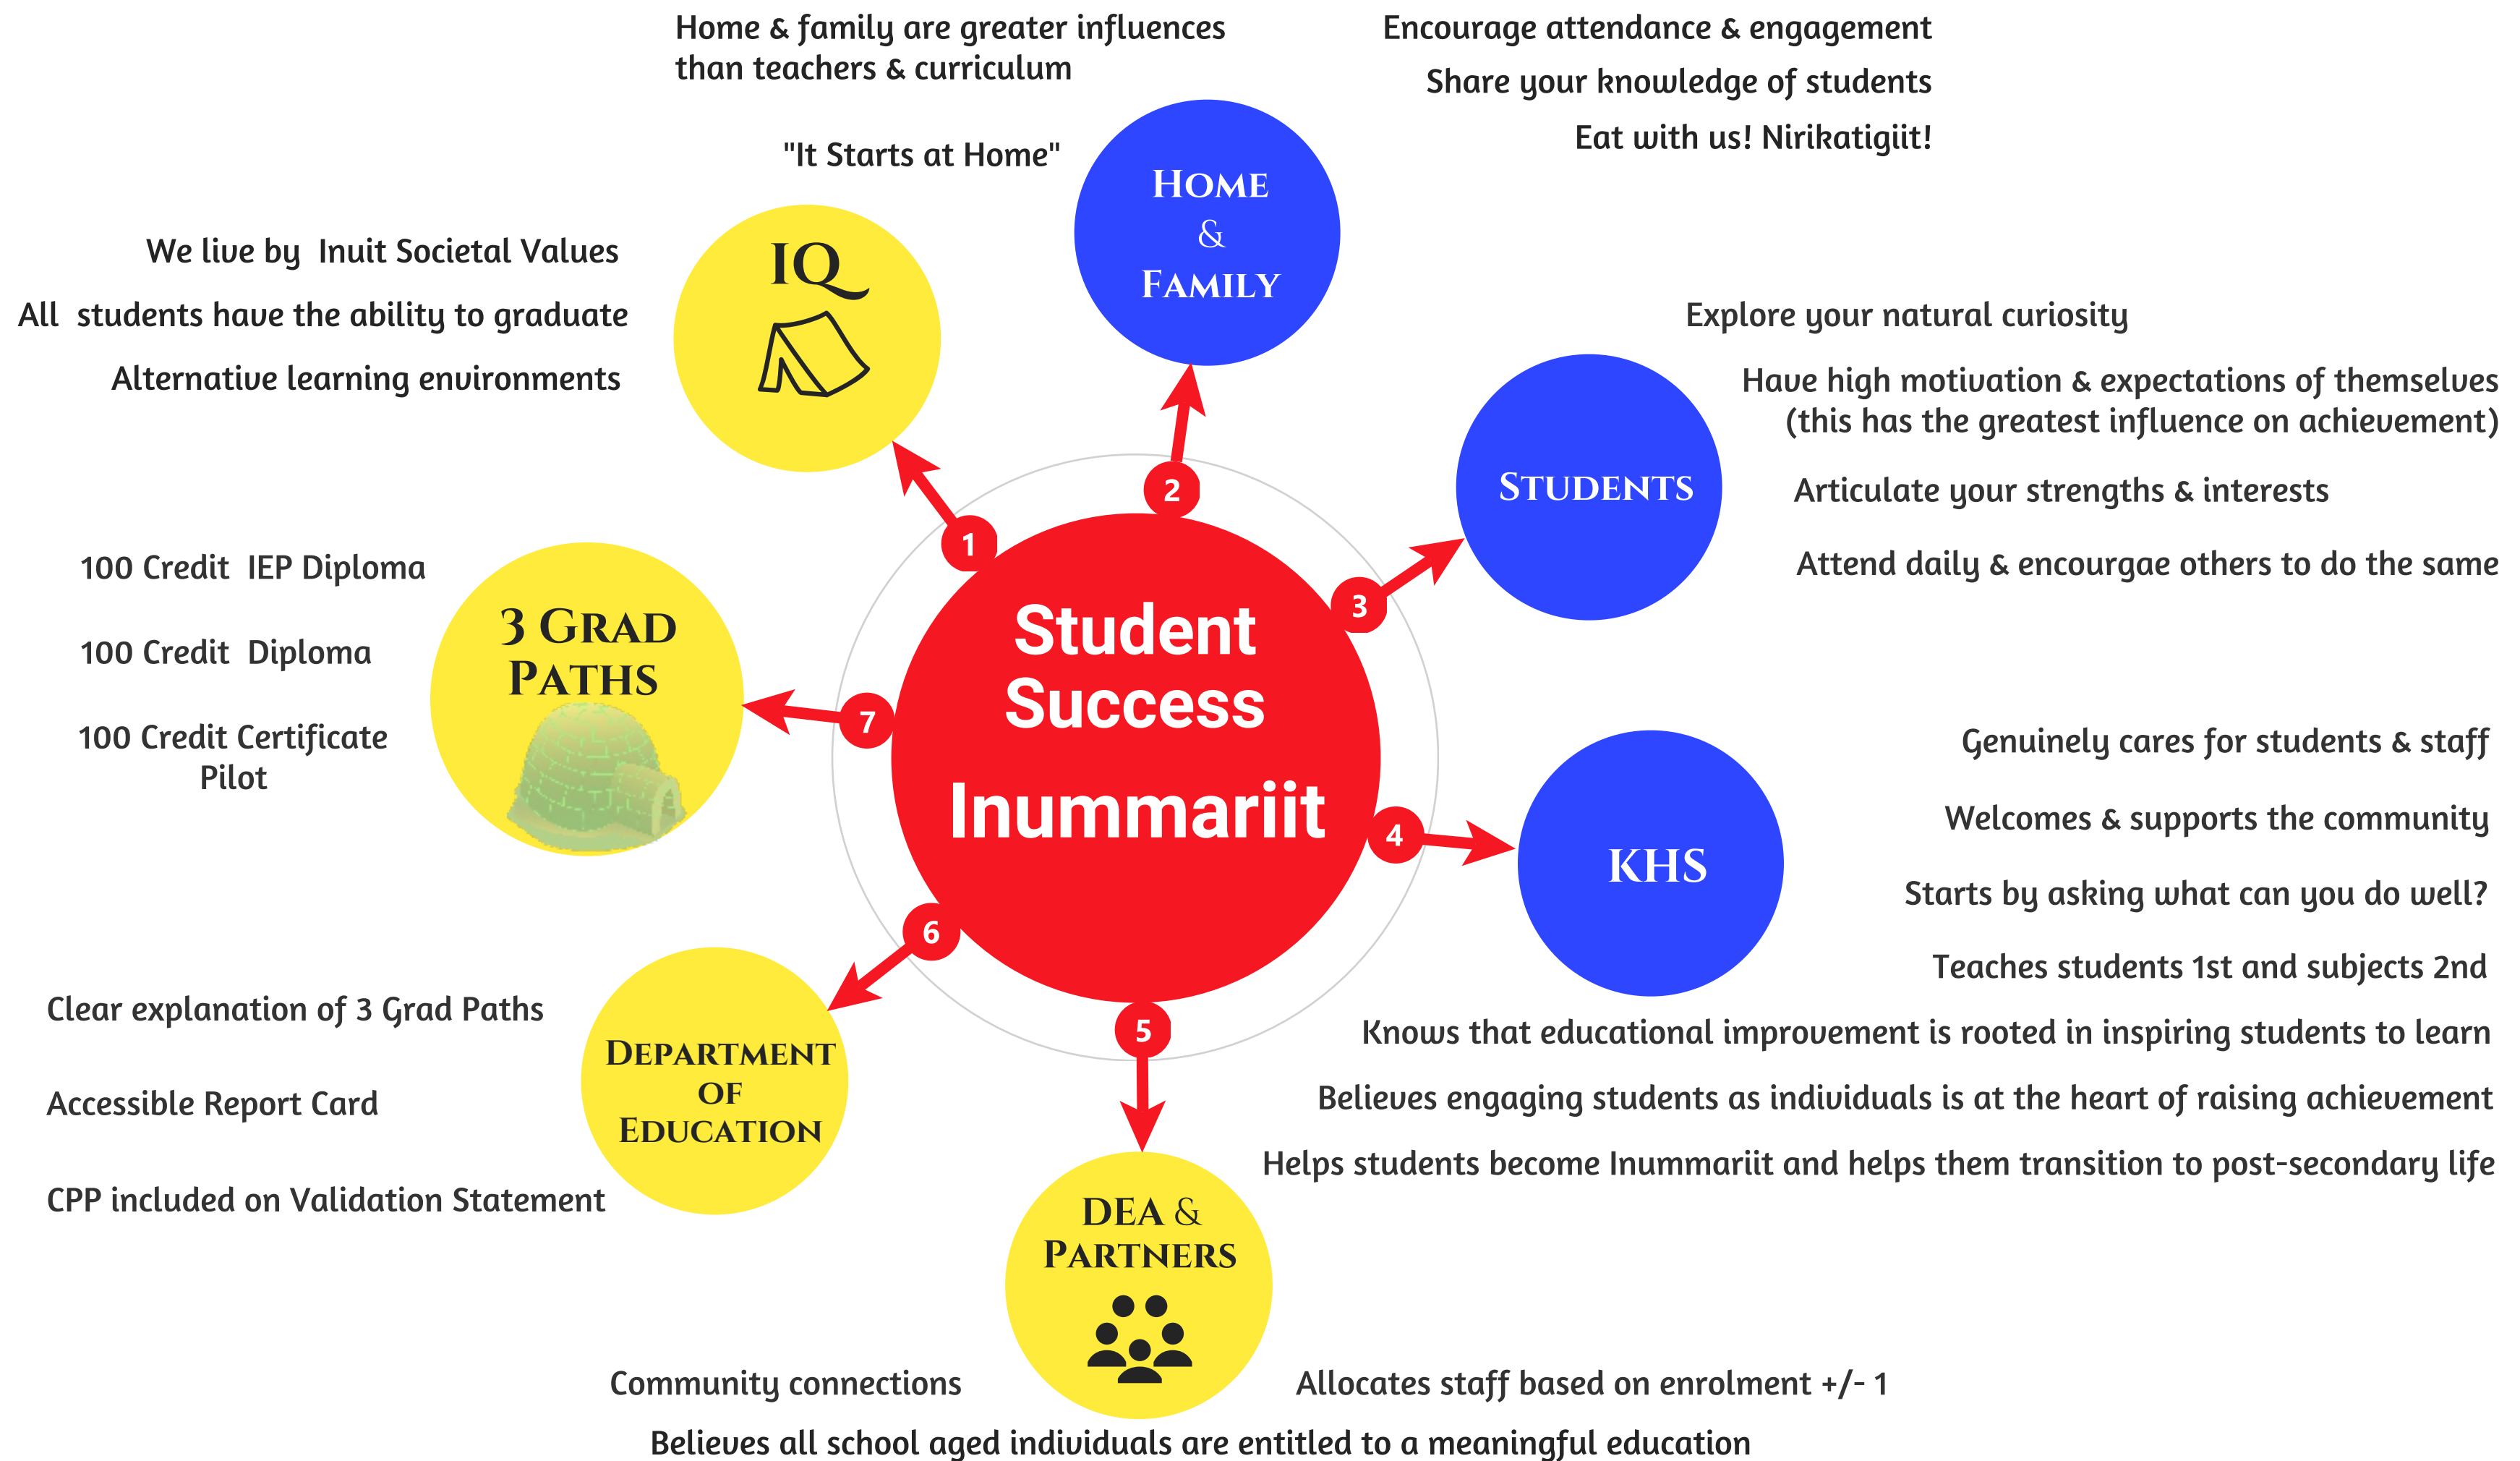 Home & family are greater influences
than teachers & curriculum
"It Starts at Home"
Home
&
Family
Encourage attendance & engagement
Share your knowledge of students
Eat with us! Nirikatigiit!
We live by Inuit Societal Values
All students have the ability to graduate
Alternative learning environments
IQ
Explore your natural curiosity
Have high motivation & expectations of themselves
(this has the greatest influence on achievement)
Articulate your strengths & interests
Attend daily & encourgae others to do the same
Students
1
2
3
4
5
6
7
Student
Success
Inummariit
100 Credit IEP Diploma
100 Credit Diploma
100 Credit Certificate
Pilot
3 Grad
Paths
KHS
Genuinely cares for students & staff
Welcomes & supports the community
Starts by asking what can you do well?
Teaches students 1st and subjects 2nd
Knows that educational improvement is rooted in inspiring students to learn
Believes engaging students as individuals is at the heart of raising achievement
Helps students become Inummariit and helps them transition to post-secondary life
Clear explanation of 3 Grad Paths
Accessible Report Card
CPP included on Validation Statement
Department
of
Education
DEA &
Partners
Community connections
Allocates staff based on enrolment +/- 1
Believes all school aged individuals are entitled to a meaningful education